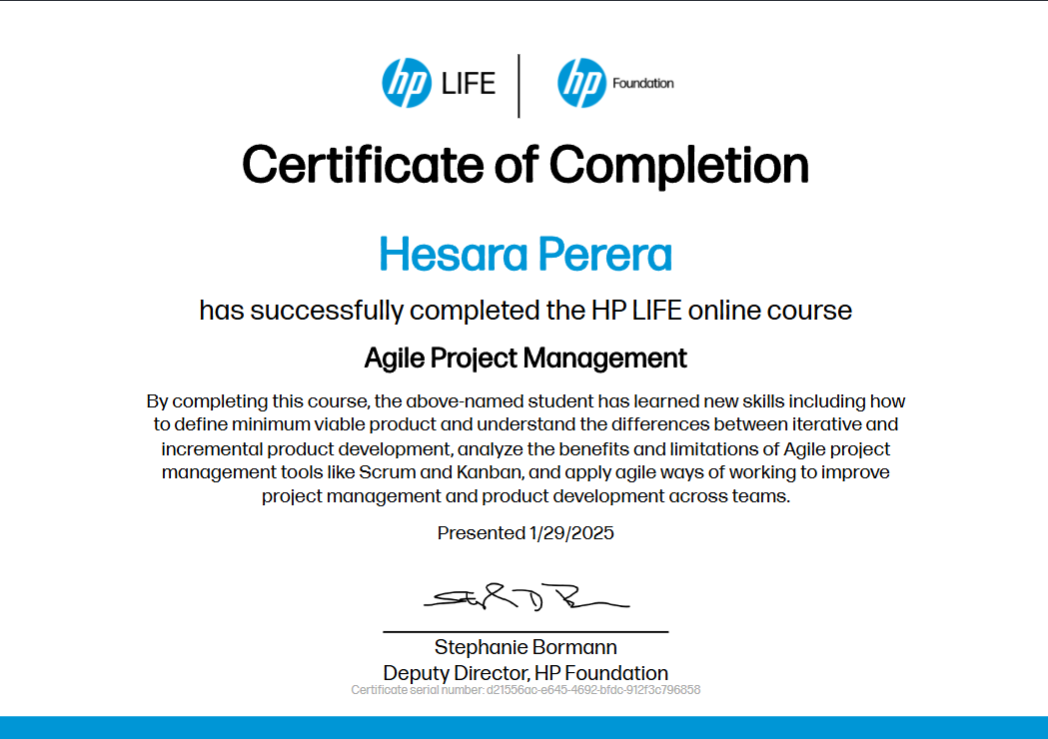 hp LIFE | hp Foundation
Certificate of Completion
Hesara Perera
has successfully completed the HP LIFE online course
Agile Project Management
By completing this course, the above-named student has learned new skills including how
to define minimum viable product and understand the differences between iterative and
incremental product development, analyze the benefits and limitations of Agile project
management tools like Scrum and Kanban, and apply agile ways of working to improve
project management and product development across teams.
Presented 1/29/2025
Stephanie Bormann
Deputy Director, HP Foundation
Certificate serial number: d21556ac-e645-4692-bfdc-912f3c796858